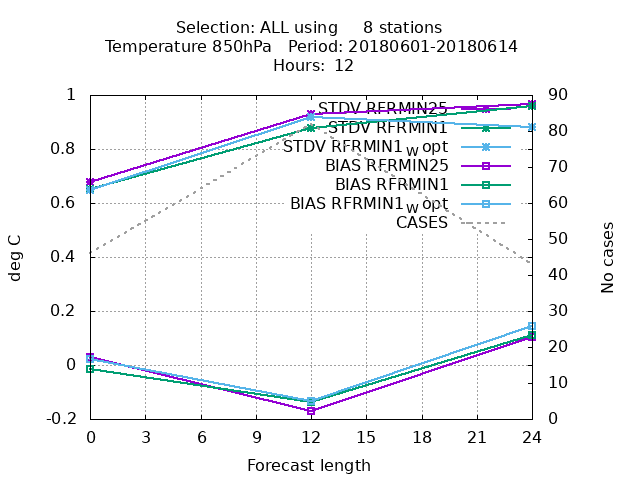 Selection: ALL using     8 stations
Temperature 850hPa   Period: 20180601-20180614
Hours: 12
1
0.8
0.6
0.4
0.2
0
-0.2
deg C
90
80
70
60
50
40
30
20
10
0
No cases
STDV RFRMIN25
STDV RFRMIN1
STDV RFRMIN1_W opt
BIAS RFRMIN25
BIAS RFRMIN1
BIAS RFRMIN1_W opt
CASES
0 3 6 9 12 15 18 21 24
Forecast length